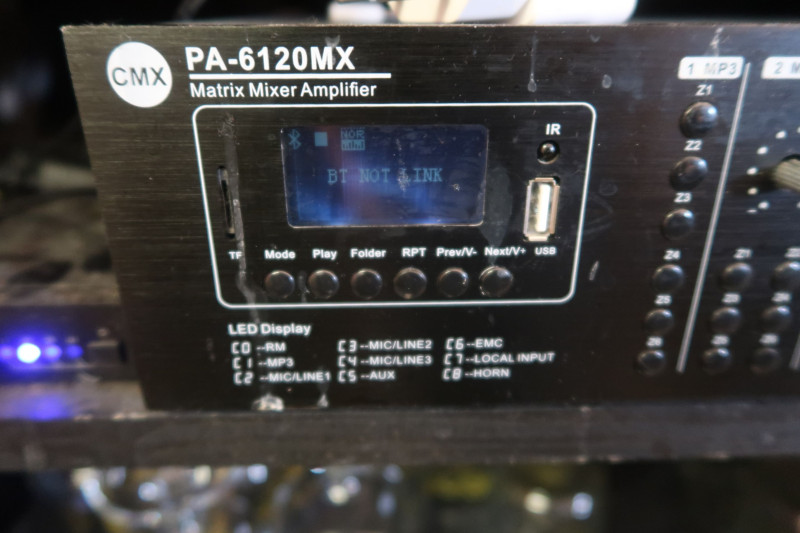 CMX
PA-6120MX
Matrix Mixer Amplifier
1 MP3
2 M
Z1
Z2
Z3
Z4
Z5
Z6
NOR
BT NOT LINK
IR
TF
Mode
Play
Folder
RPT
Prev/V-
Next/V+
USB
LED Display
C0 --RM
C1 --MP3
C2 --MIC/LINE1
C3 --MIC/LINE2
C4 --MIC/LINE3
C5 --AUX
C6 --EMC
C7 --LOCAL INPUT
C8 --HORN
Z1